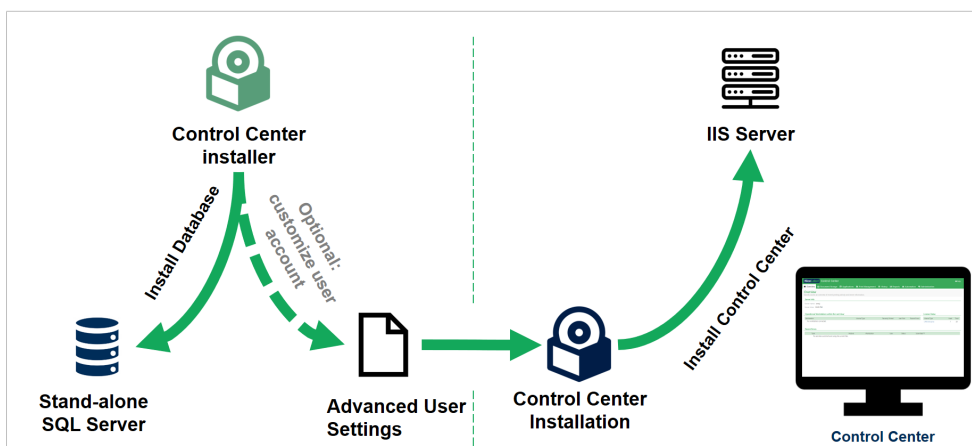 Control Center
installer
IIS Server
Install Database
Optional:
customize user
account
Install Control Center
Stand-alone
SQL Server
Advanced User
Settings
Control Center
Installation
Control Center